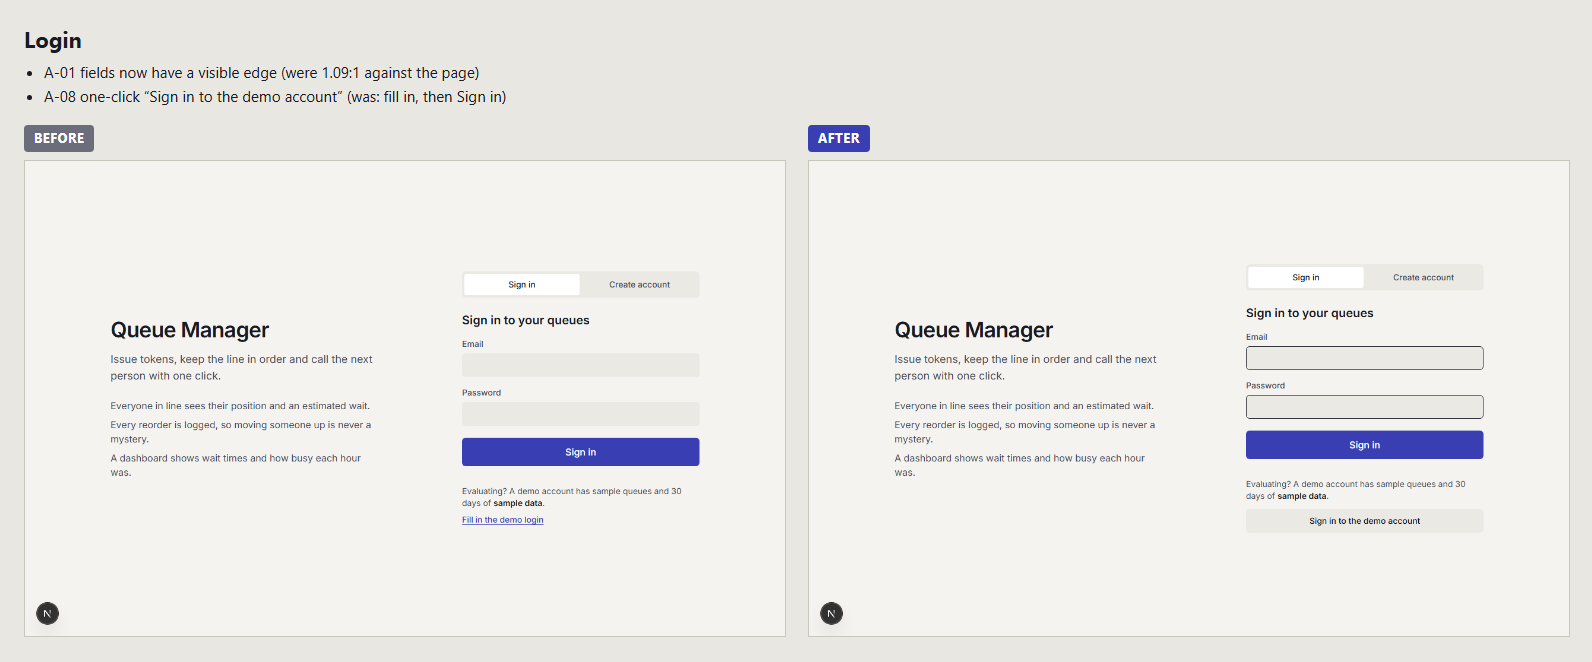 Login
• A-01 fields now have a visible edge (were 1.09:1 against the page)
• A-08 one-click “Sign in to the demo account” (was: fill in, then Sign in)
BEFORE
Queue Manager
Issue tokens, keep the line in order and call the next
person with one click.
Everyone in line sees their position and an estimated wait.
Every reorder is logged, so moving someone up is never a
mystery.
A dashboard shows wait times and how busy each hour
was.
Sign in
Create account
Sign in to your queues
Email
Password
Sign in
Evaluating? A demo account has sample queues and 30
days of sample data.
Fill in the demo login
N
AFTER
Queue Manager
Issue tokens, keep the line in order and call the next
person with one click.
Everyone in line sees their position and an estimated wait.
Every reorder is logged, so moving someone up is never a
mystery.
A dashboard shows wait times and how busy each hour
was.
Sign in
Create account
Sign in to your queues
Email
Password
Sign in
Evaluating? A demo account has sample queues and 30
days of sample data.
Sign in to the demo account
N